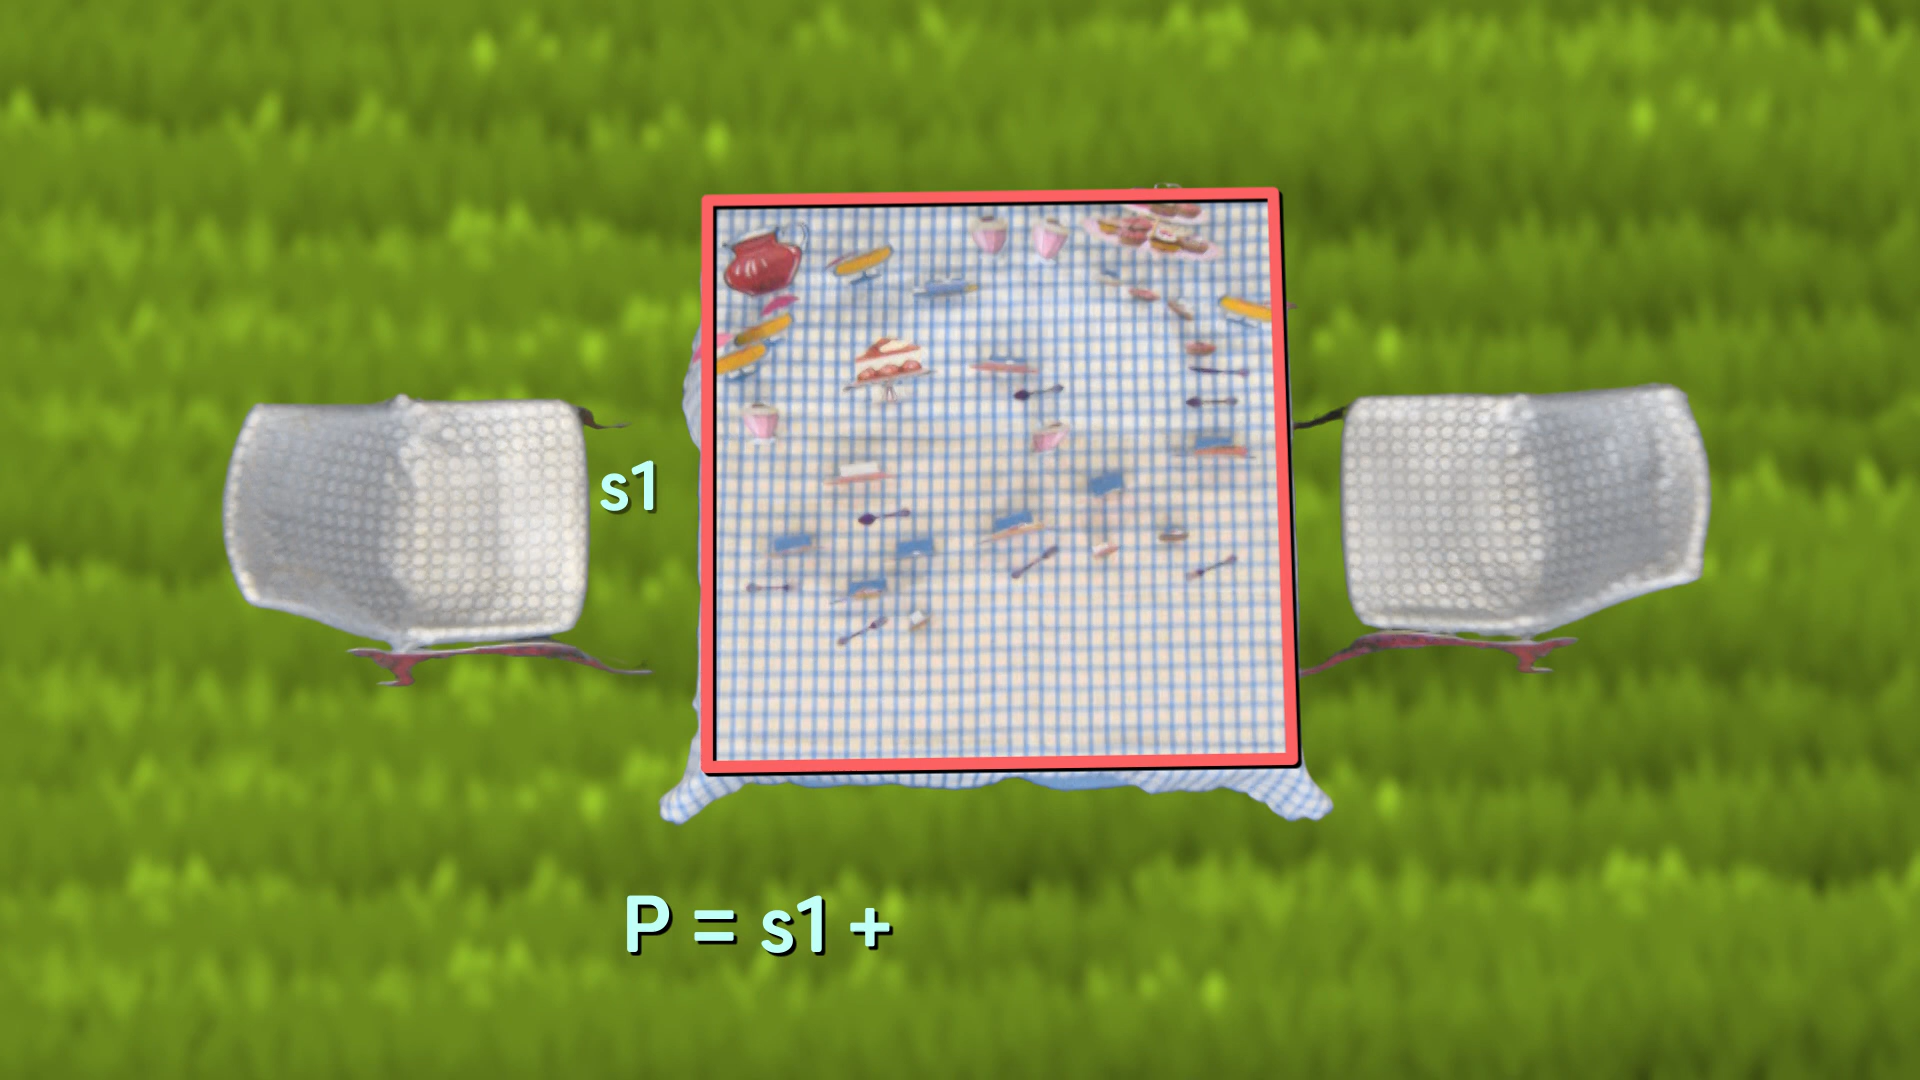 s1
P = s1 +